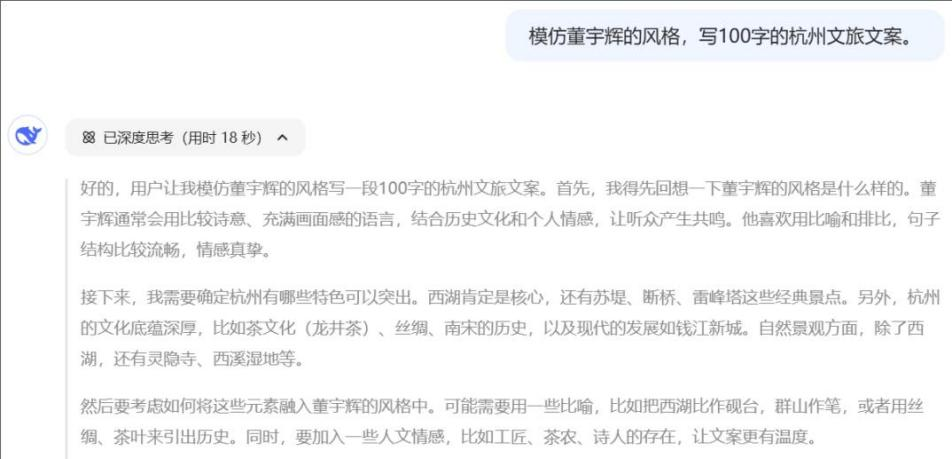 模仿董宇辉的风格，写100字的杭州文旅文案。
已深度思考（用时 18 秒）
好的，用户让我模仿董宇辉的风格写一段100字的杭州文旅文案。首先，我得先回想一下董宇辉的风格是什么样的。董
宇辉通常会用比较诗意、充满画面感的语言，结合历史文化和个人情感，让听众产生共鸣。他喜欢用比喻和排比，句子
结构比较流畅，情感真挚。
接下来，我需要确定杭州有哪些特色可以突出。西湖肯定是核心，还有苏堤、断桥、雷峰塔这些经典景点。另外，杭州
的文化底蕴深厚，比如茶文化（龙井茶）、丝绸、南宋的历史，以及现代的发展如钱江新城。自然景观方面，除了西
湖，还有灵隐寺、西溪湿地等。
然后要考虑如何将这些元素融入董宇辉的风格中。可能需要用一些比喻，比如把西湖比作砚台，群山作笔，或者用丝
绸、茶叶来引出历史。同时，要加入一些人文情感，比如工匠、茶农、诗人的存在，让文案更有温度。